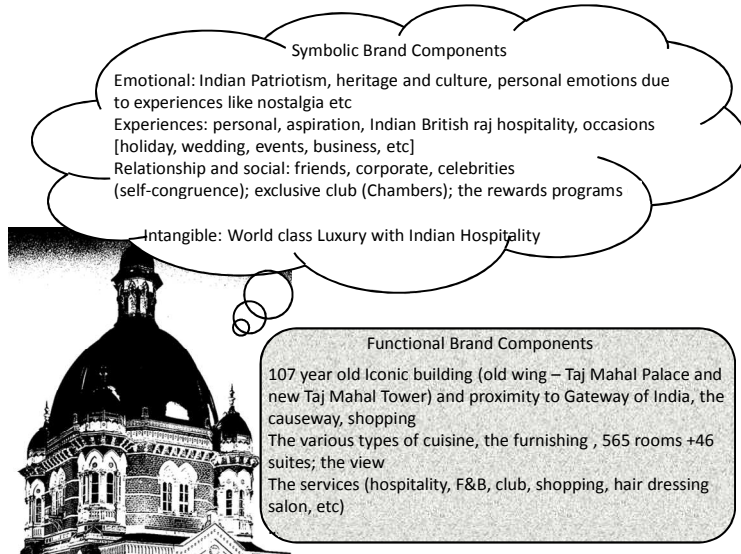 Symbolic Brand Components
Emotional: Indian Patriotism, heritage and culture, personal emotions due
to experiences like nostalgia etc
Experiences: personal, aspiration, Indian British raj hospitality, occasions
[holiday, wedding, events, business, etc]
Relationship and social: friends, corporate, celebrities
(self-congruence); exclusive club (Chambers); the rewards programs
Intangible: World class Luxury with Indian Hospitality
Functional Brand Components
107 year old Iconic building (old wing – Taj Mahal Palace and
new Taj Mahal Tower) and proximity to Gateway of India, the
causeway, shopping
The various types of cuisine, the furnishing , 565 rooms +46
suites; the view
The services (hospitality, F&B, club, shopping, hair dressing
salon, etc)